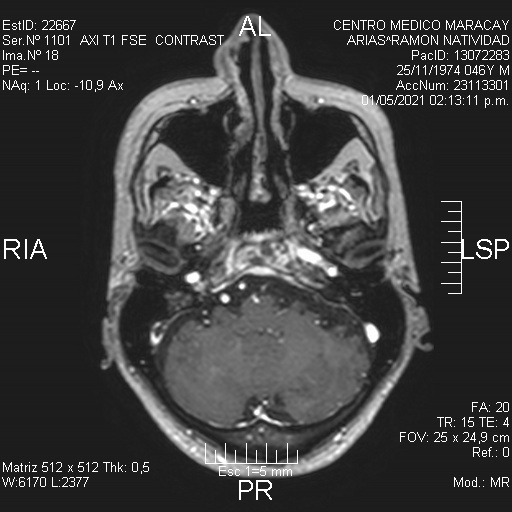 EstID: 22667
Ser.Nº 1101 AXI T1 FSE CONTRAST
Ima.Nº 18
PE= --
NAq: 1 Loc: -10,9 Ax
AL
CENTRO MEDICO MARACAY
ARIAS^RAMON NATIVIDAD
PacID: 13072283
25/11/1974 046Y M
AccNum: 23113301
01/05/2021 02:13:11 p.m.
RIA
LSP
FA: 20
TR: 15 TE: 4
FOV: 25 x 24,9 cm
Ref.: 0
Matriz 512 x 512 Thk: 0,5
W:6170 L:2377
Esc 1=5 mm
PR
Mod.: MR